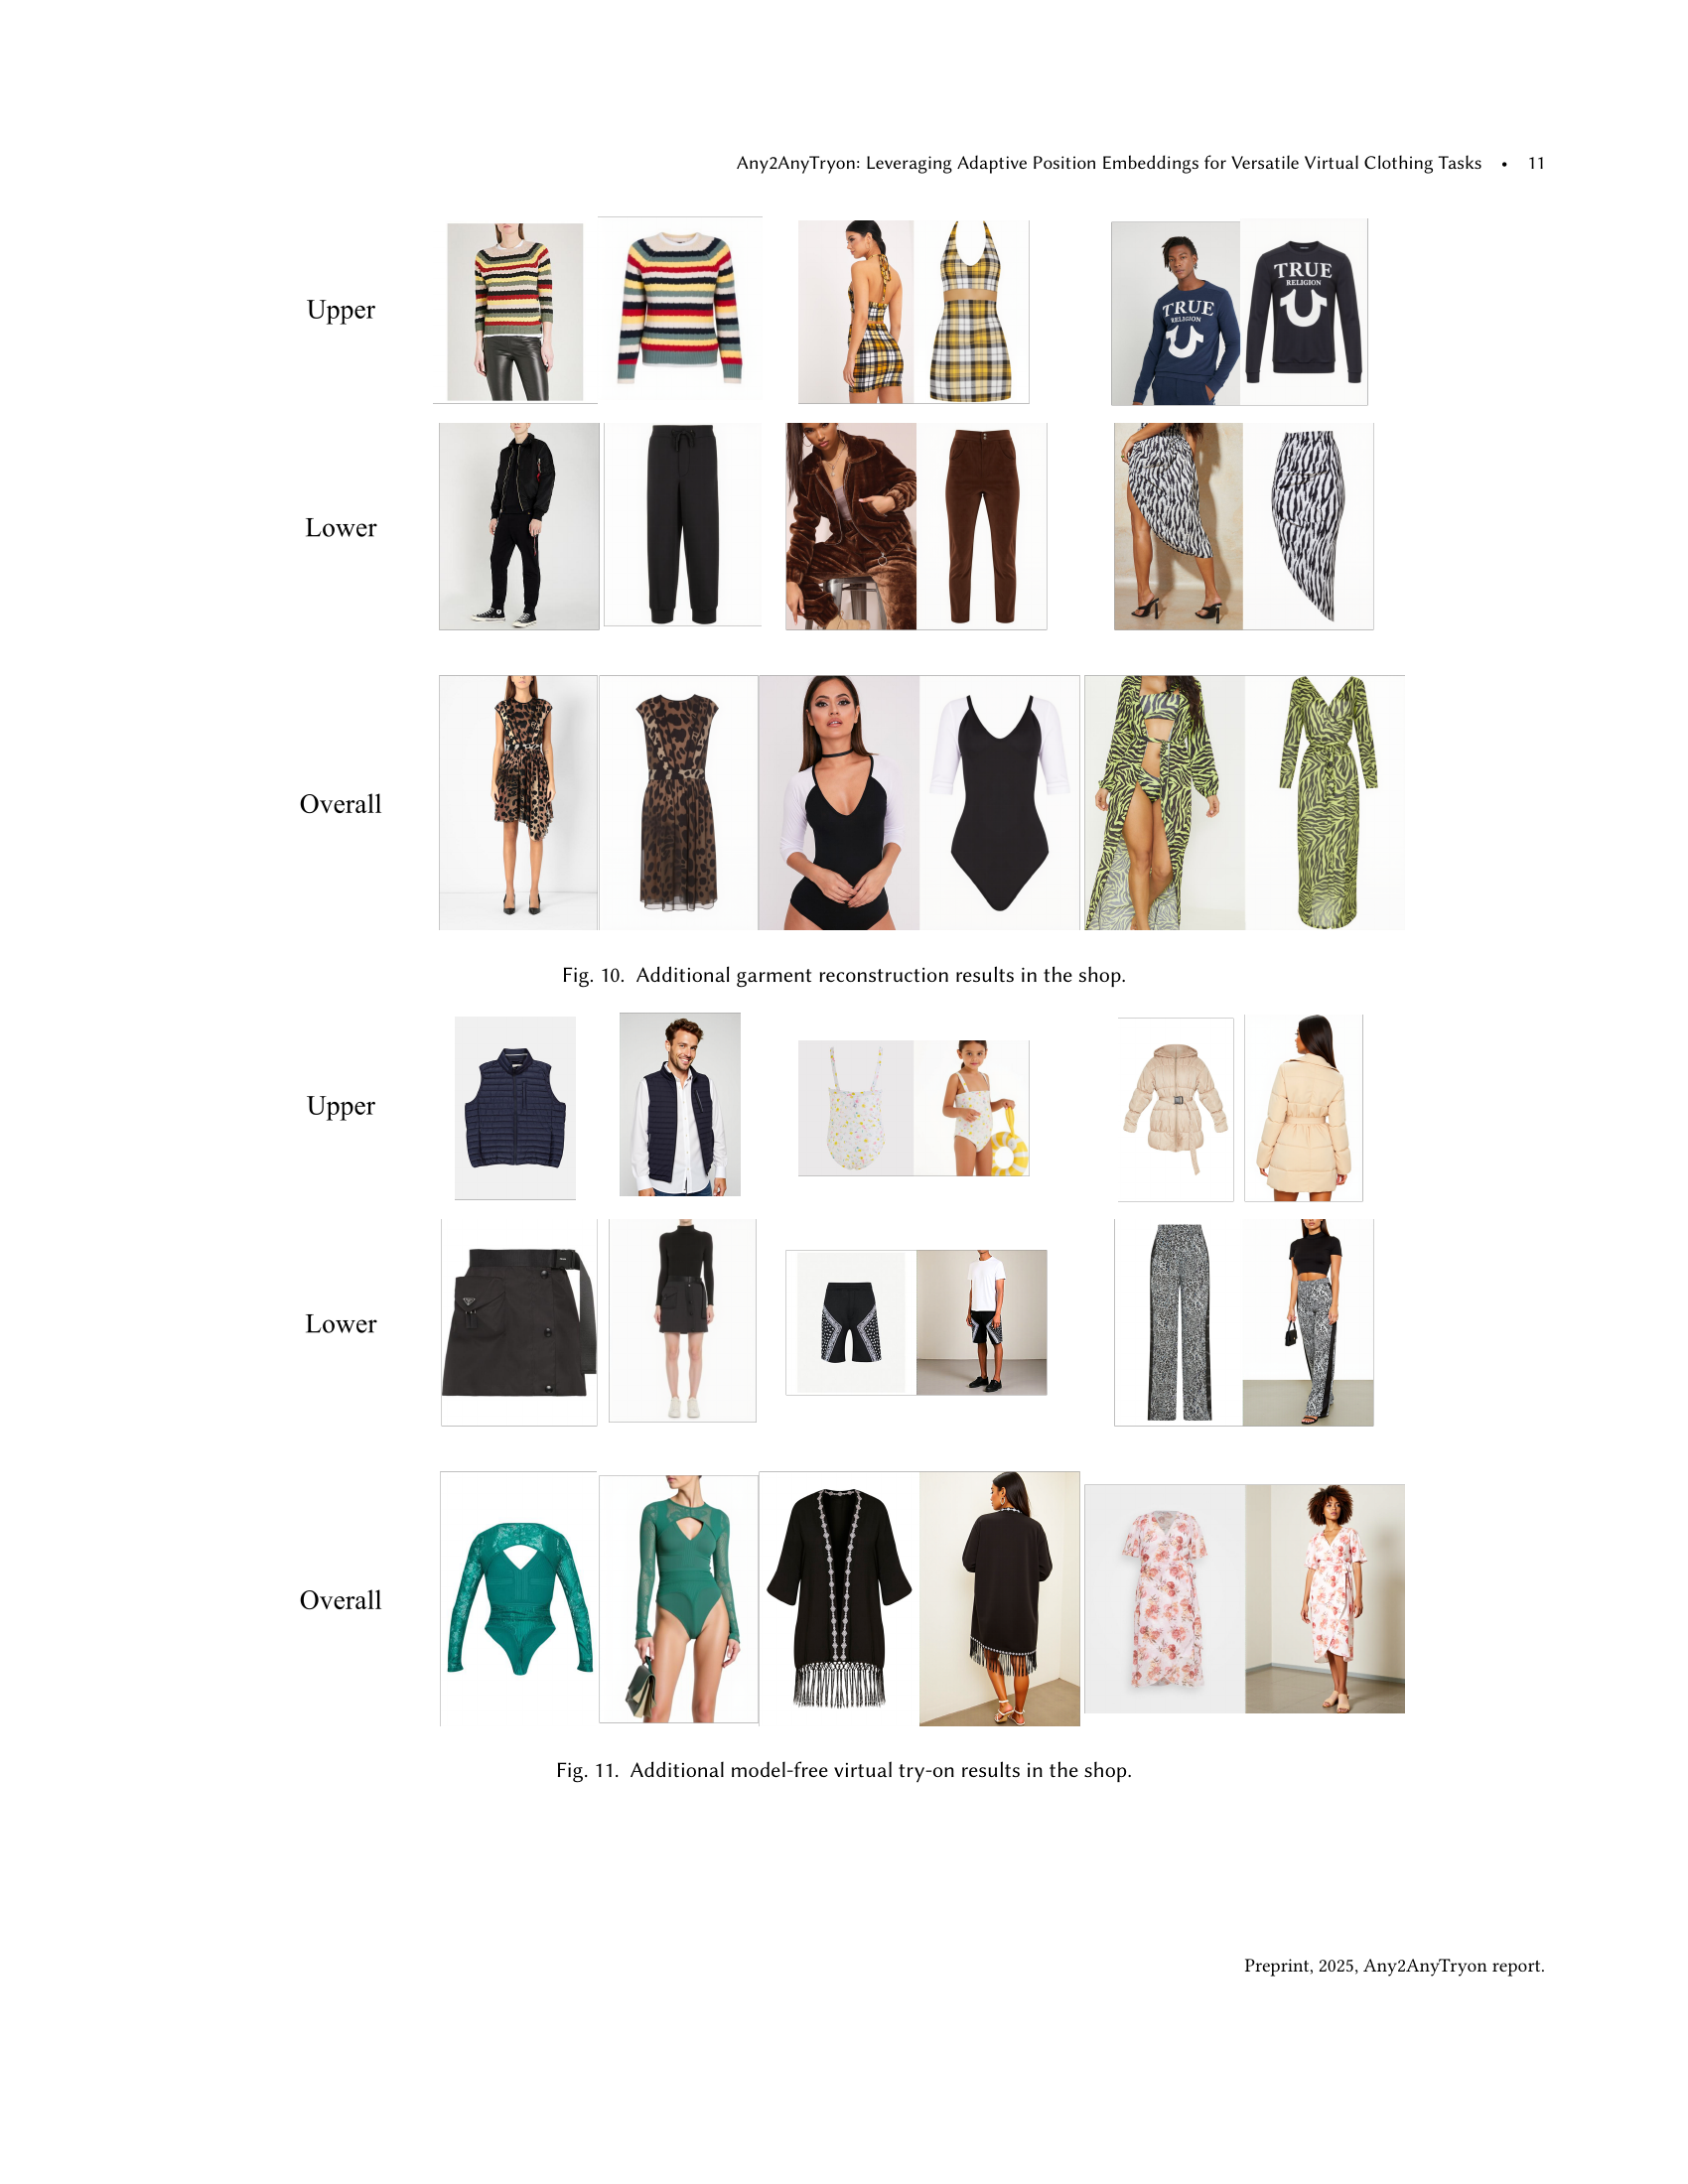 Any2AnyTryon: Leveraging Adaptive Position Embeddings for Versatile Virtual Clothing Tasks • 11
Upper
TRUE
RELIGION
TRUE
RELIGION
Lower
Overall
Fig. 10. Additional garment reconstruction results in the shop.
Upper
Lower
Overall
Fig. 11. Additional model-free virtual try-on results in the shop.
Preprint, 2025, Any2AnyTryon report.